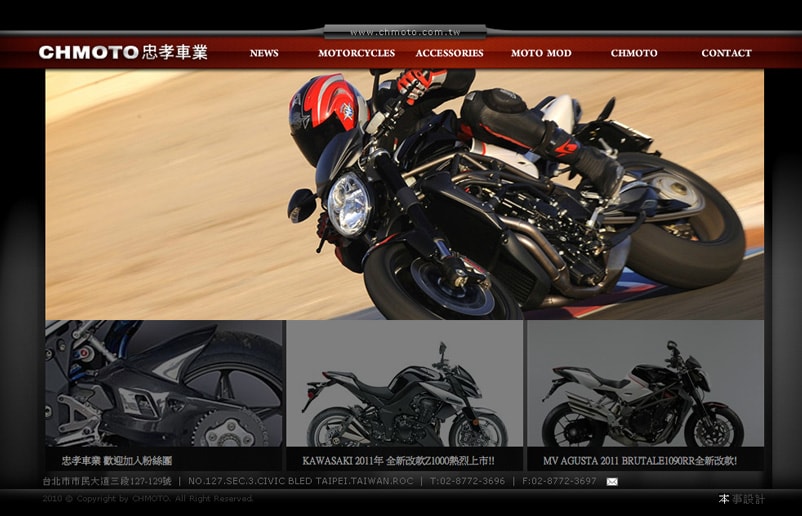 www.chmoto.com.tw
CHMOTO忠孝車業 NEWS MOTORCYCLES ACCESSORIES MOTO MOD CHMOTO CONTACT
忠孝車業 歡迎加入粉絲團
KAWASAKI 2011年 全新改款Z1000熱烈上市!!
MV AGUSTA 2011 BRUTALE1090RR全新改款!
台北市市民大道三段127-129號 | NO.127.SEC.3.CIVIC BLED TAIPEI.TAIWAN.ROC | T:02-8772-3696 | F:02-8772-3697
2010 © Copyright by CHMOTO. All Right Reserved.
本事設計